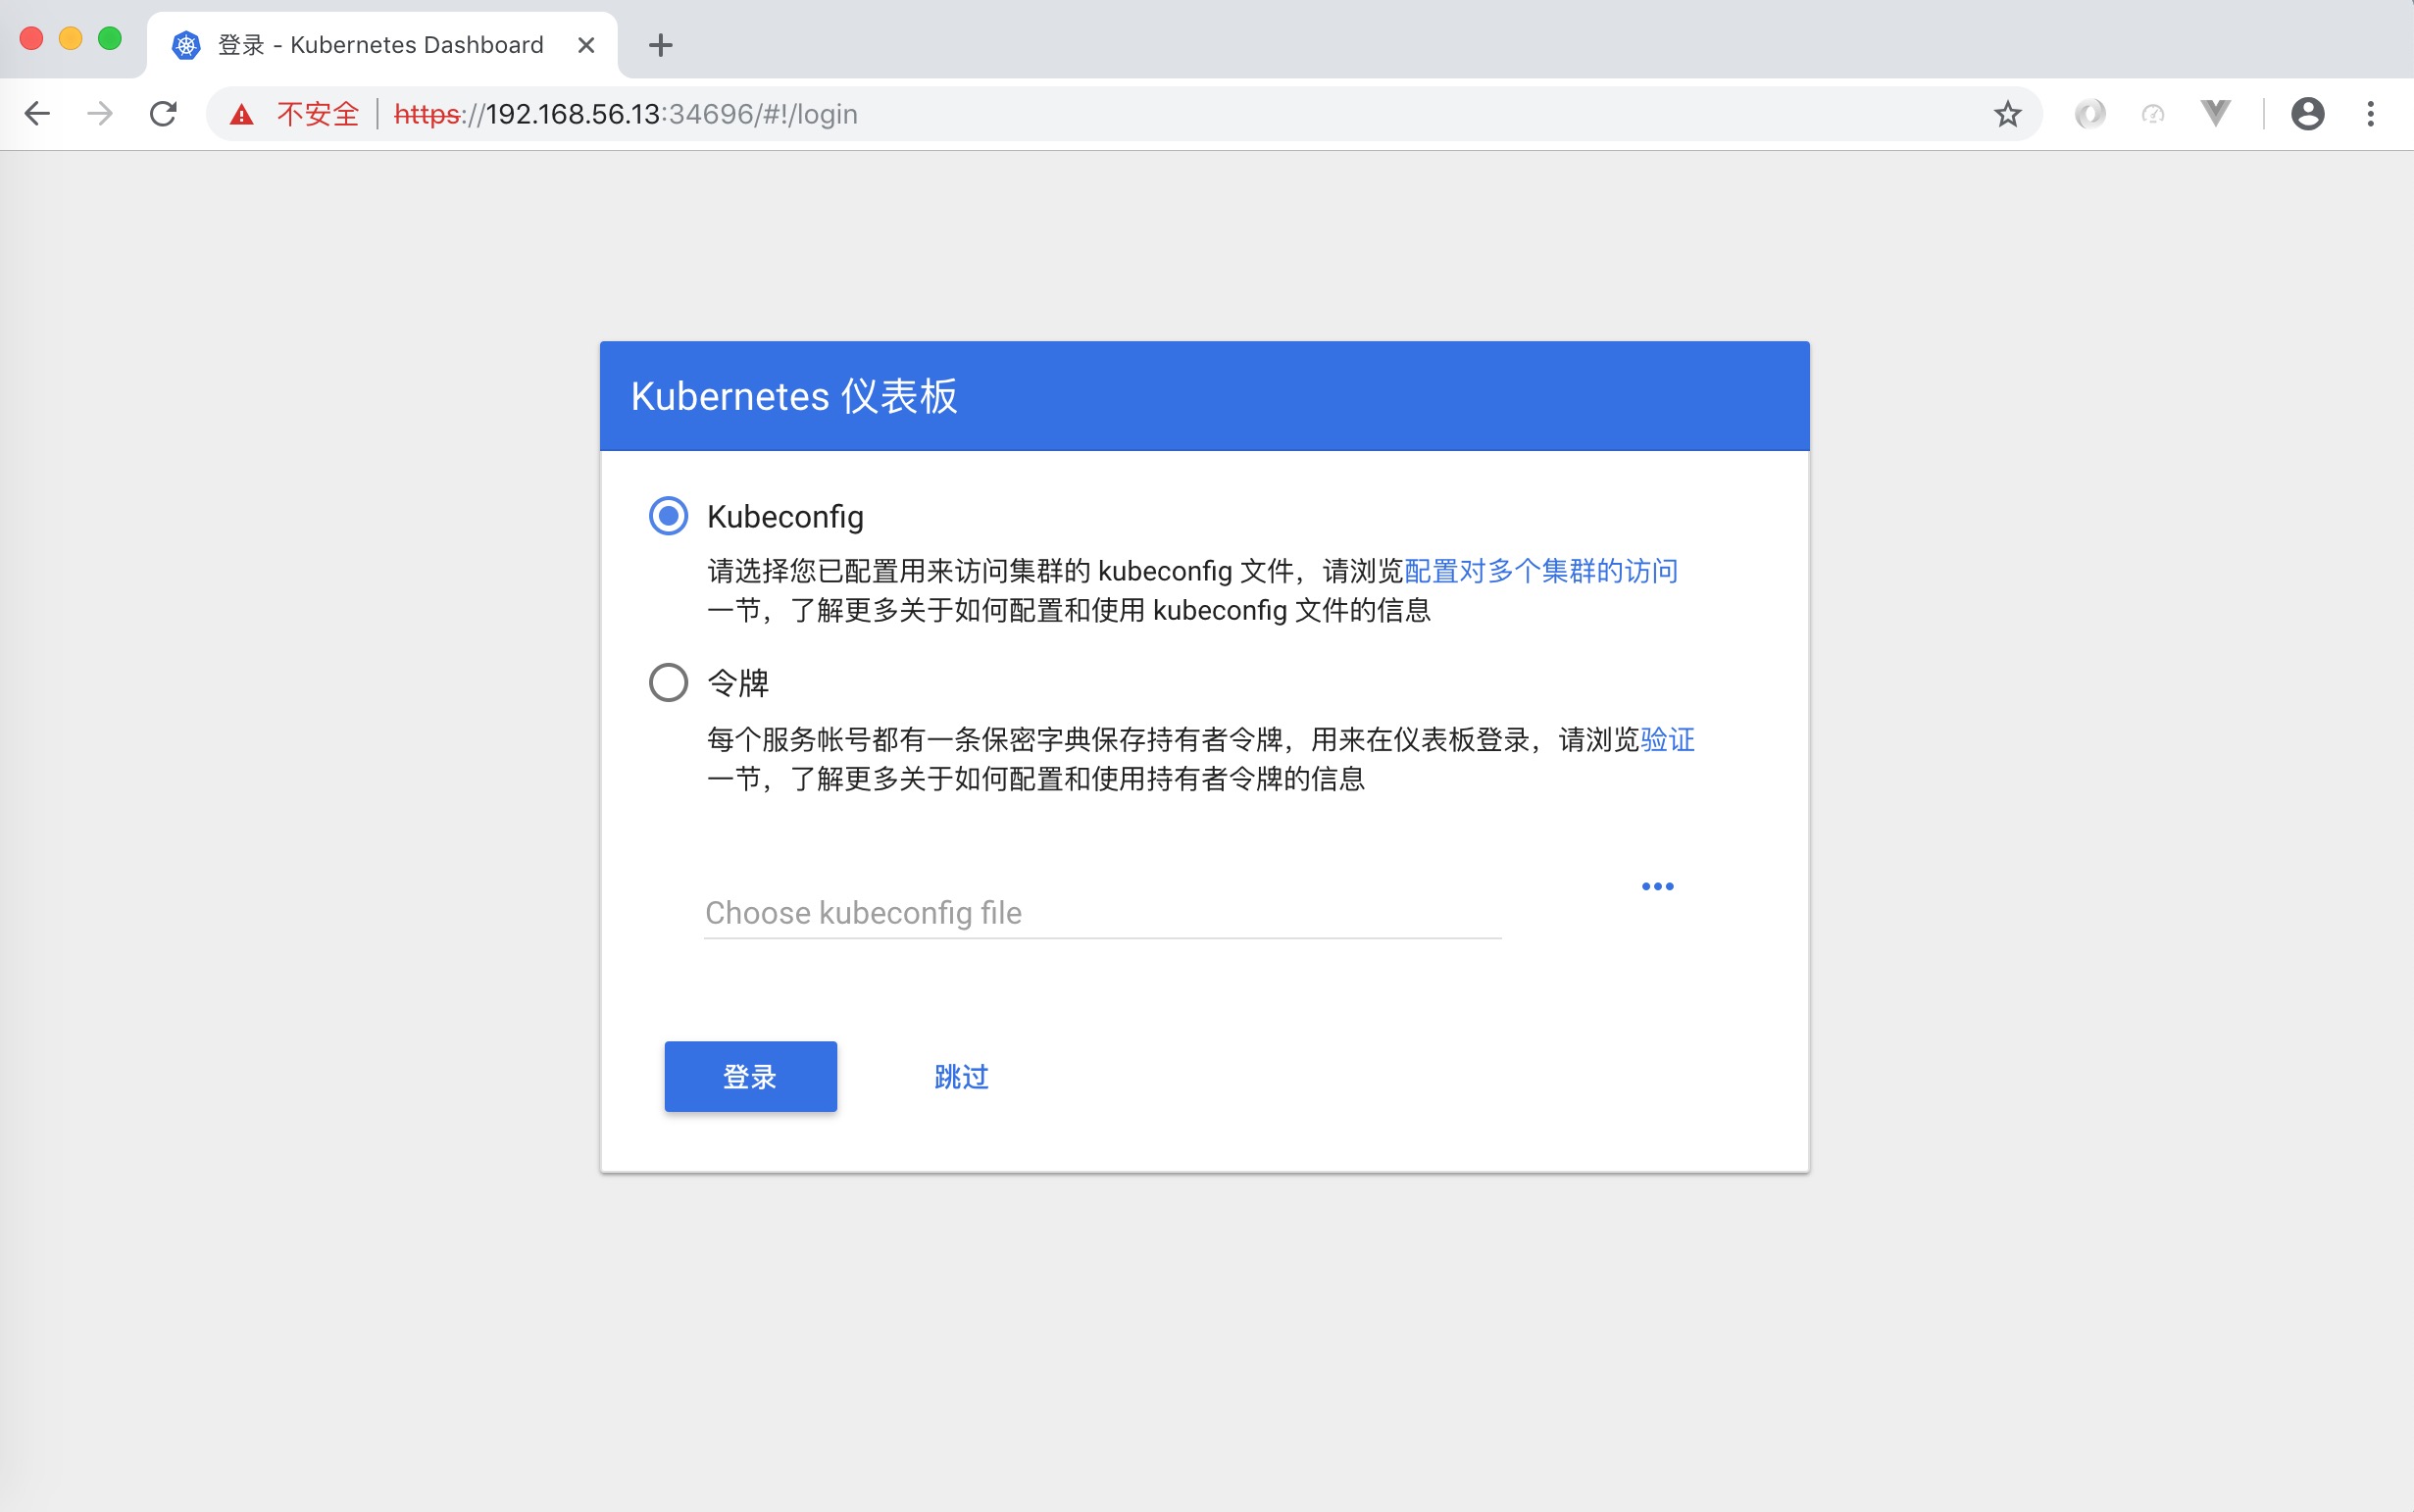 登录 - Kubernetes Dashboard
不安全 https://192.168.56.13:34696/#!/login
Kubernetes 仪表板
Kubeconfig
请选择您已配置用来访问集群的 kubeconfig 文件，请浏览配置对多个集群的访问
一节，了解更多关于如何配置和使用 kubeconfig 文件的信息
令牌
每个服务帐号都有一条保密字典保存持有者令牌，用来在仪表板登录，请浏览验证
一节，了解更多关于如何配置和使用持有者令牌的信息
Choose kubeconfig file
登录
跳过